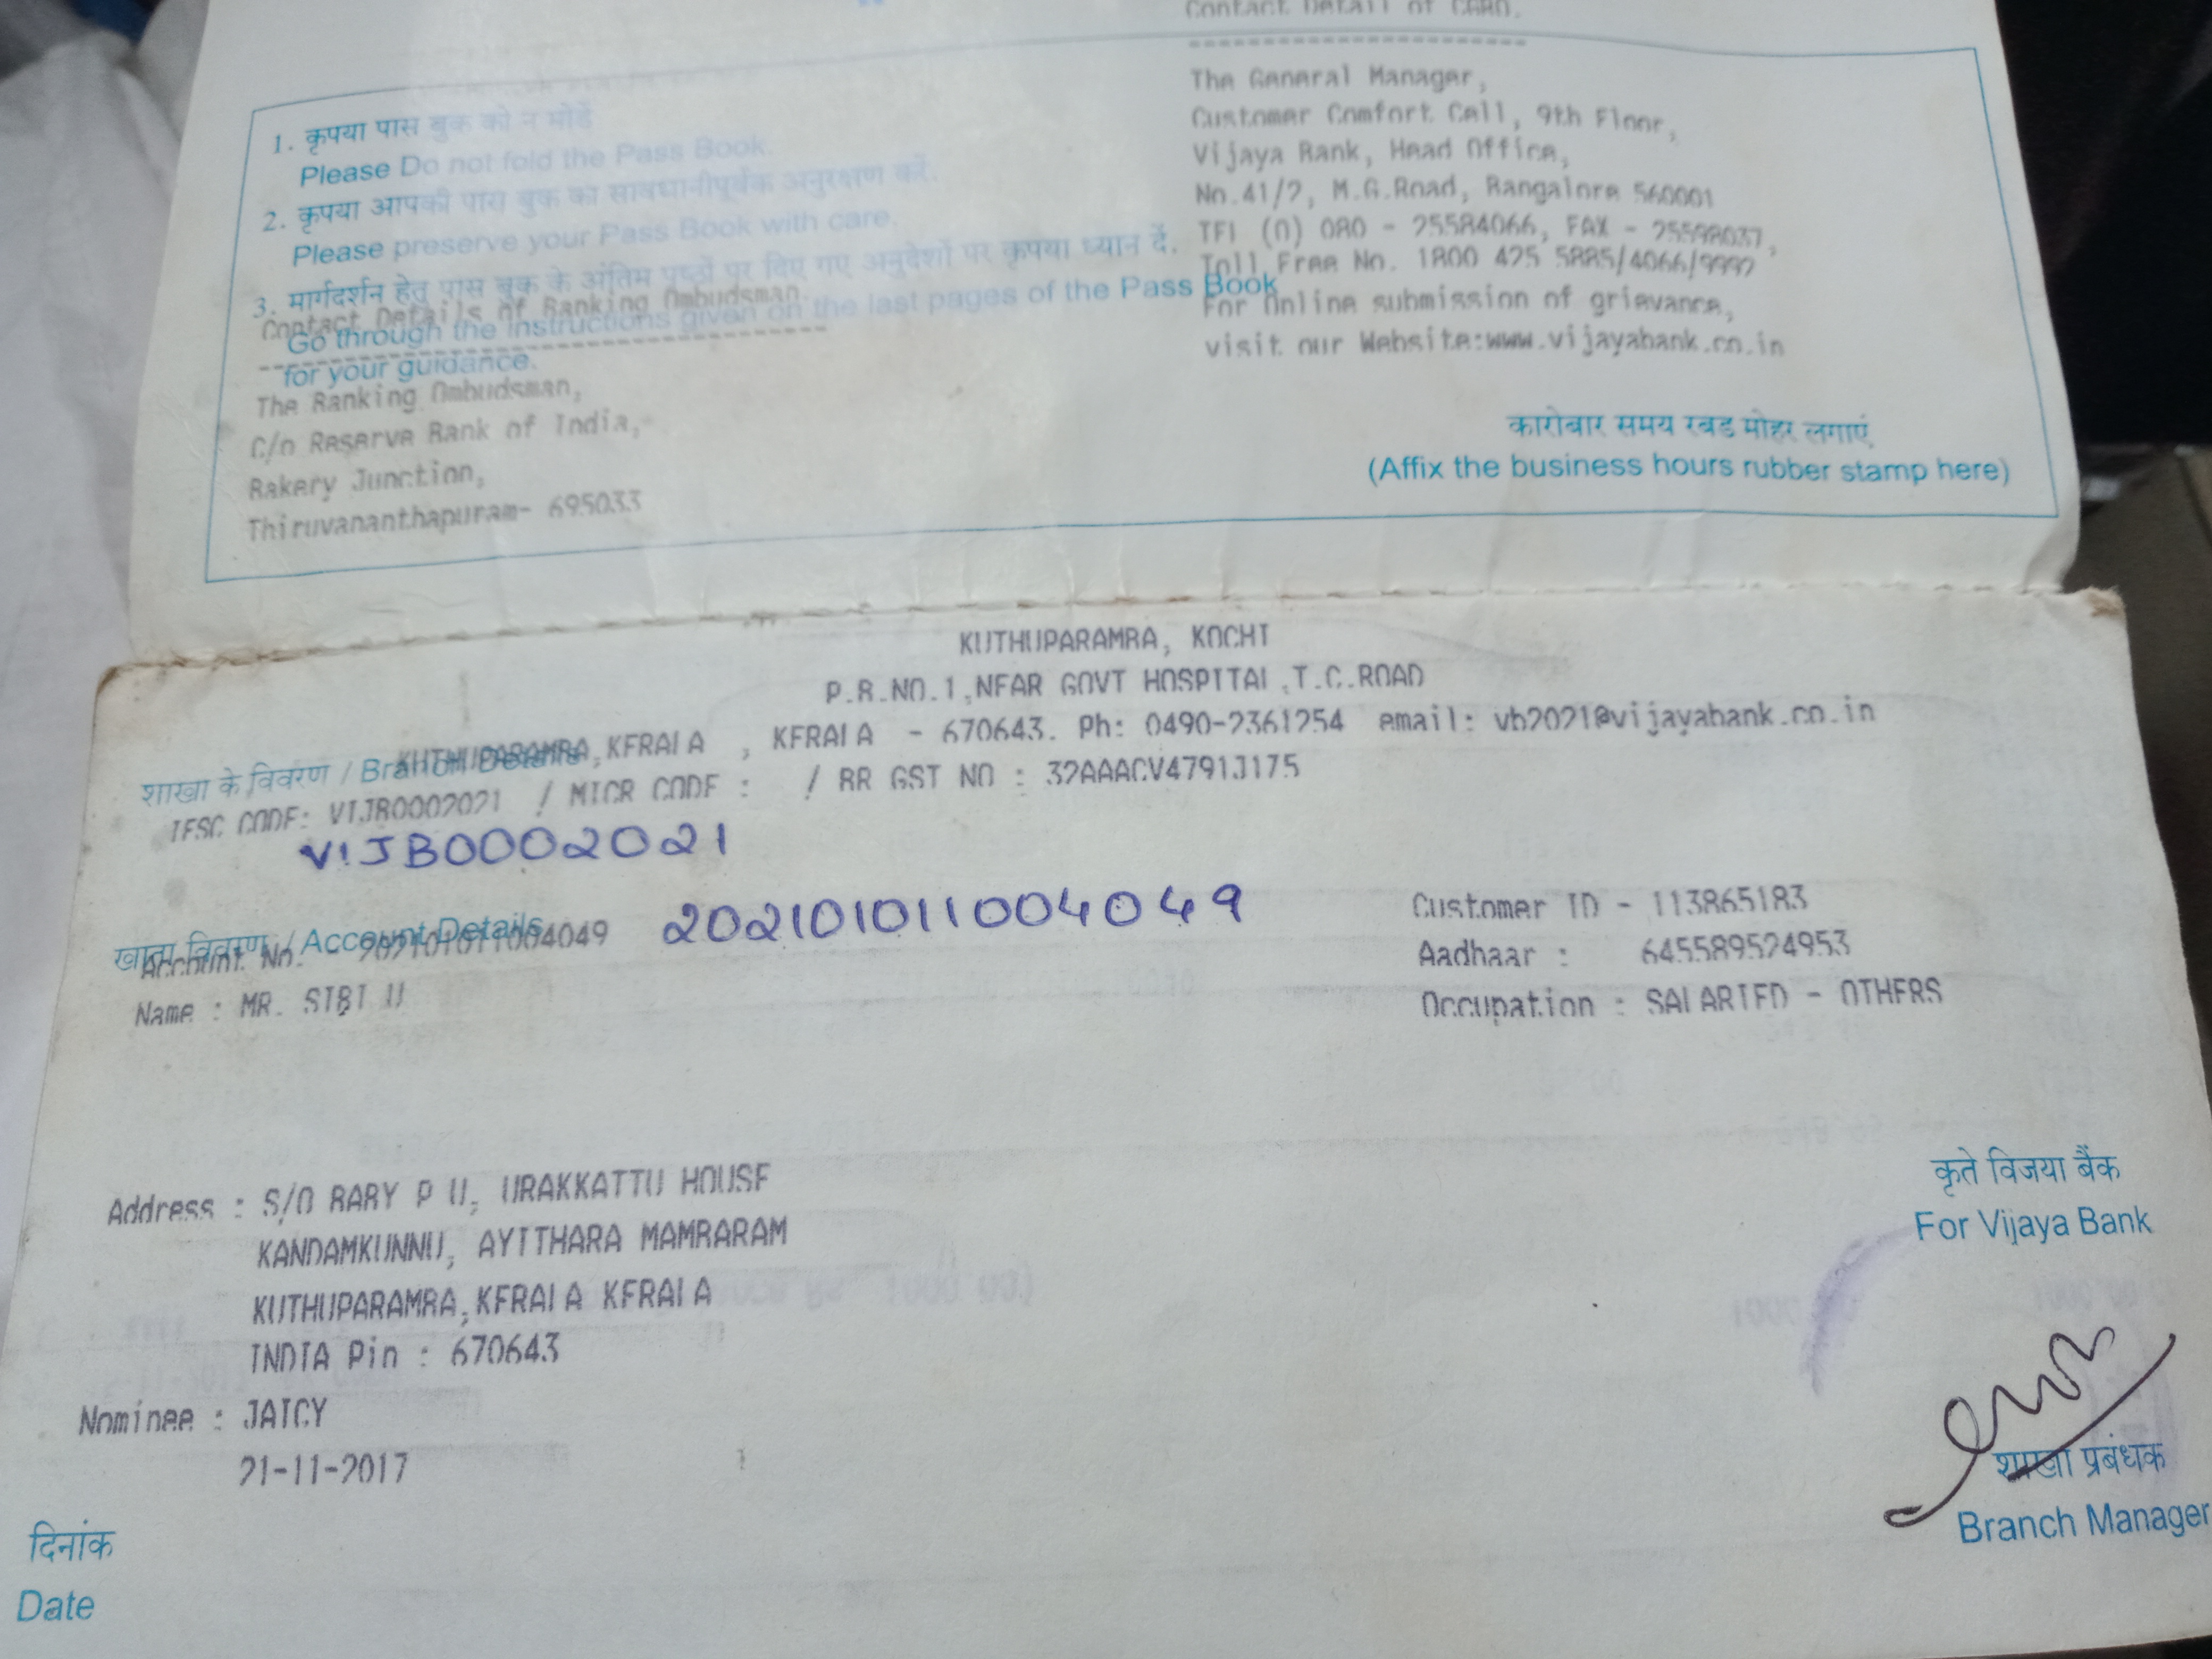 Contact Detail of CGRO.
The General Manager,
Customer Comfort Cell, 9th Floor,
Vijaya Bank, Head Office,
No.41/2, M.G.Road, Bangalore 560001
TEL (O) 080 - 25584066, FAX - 25598037,
Toll Free No. 1800 425 5885/4066/9992
For Online submission of grievance,
visit our Website:www.vijayabank.co.in
1. कृपया पास बुक को न मोडें
Please Do not fold the Pass Book.
2. कृपया आपकी पास बुक का सावधानीपूर्वक अनुरक्षण करें.
Please preserve your Pass Book with care.
3. मार्गदर्शन हेतु पास बुक के अंतिम पृष्ठों पर दिए गए अनुदेशों पर कृपया ध्यान दें.
Contact Details of Banking Ombudsman.
Go through the instructions given on the last pages of the Pass Book
for your guidance.
The Banking Ombudsman,
C/o Reserve Bank of India,
Bakery Junction,
Thiruvananthapuram- 695033
कारोबार समय रबड मोहर लगाएं
(Affix the business hours rubber stamp here)
KUTHUPARAMBA, KOCHI
P.B.NO.1,NEAR GOVT HOSPITAL,T.C.ROAD
KUTHUPARAMBA,KERALA , KERALA - 670643. Ph: 0490-2361254 email: vb2021@vijayabank.co.in
शाखा के विवरण / Branch Details
IFSC CODE: VIJB0002021 / MICR CODE : / BR GST NO : 32AAACV4791J1Z5
VIJB0002021
खाता विवरण / Account Details
Account No. - 202101011004049 202101011004049 Customer ID - 113865183
Aadhaar : 645589524953
Name : MR. SIBI U Occupation : SALARIED - OTHERS
Address : S/O BABY P U, URAKKATTU HOUSE
KANDAMKUNNU, AYITHARA MAMBARAM
KUTHUPARAMBA,KERALA KERALA
INDIA Pin : 670643
Nominee : JAICY
21-11-2017
कृते विजया बैंक
For Vijaya Bank
शाखा प्रबंधक
Branch Manager
दिनांक
Date